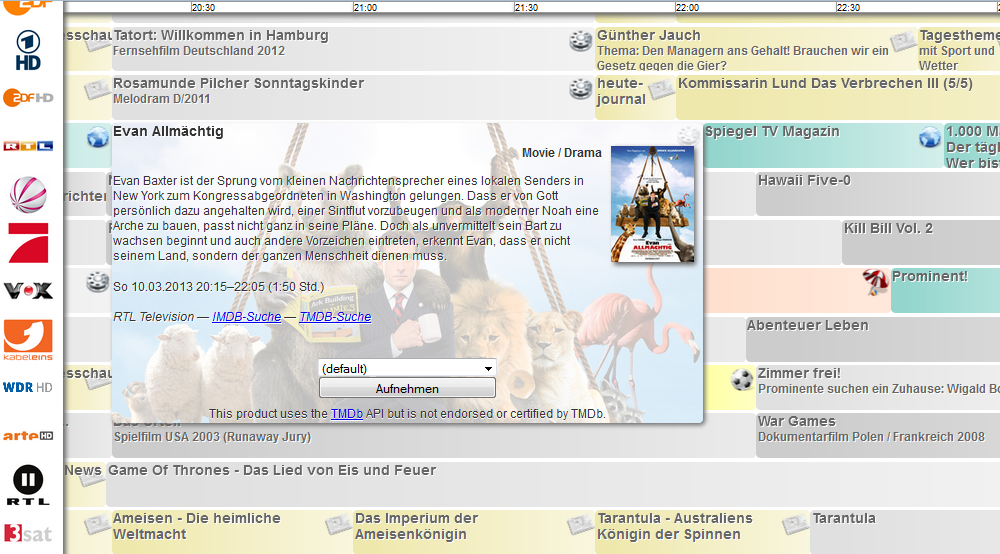 20:30 21:00 21:30 22:00 22:30
ZDF
esschau Tatort: Willkommen in Hamburg Günther Jauch Tagestheme
Fernsehfilm Deutschland 2012 Thema: Den Managern ans Gehalt! Brauchen wir ein mit Sport und
Gesetz gegen die Gier? Wetter
HD
Rosamunde Pilcher Sonntagskinder heute- Kommissarin Lund Das Verbrechen III (5/5)
Melodram D/2011 journal
ZDF HD
Evan Allmächtig Spiegel TV Magazin 1.000 M
Der tägl
Wer bis
RTL
Movie / Drama
Evan Baxter ist der Sprung vom kleinen Nachrichtensprecher eines lokalen Senders in
New York zum Kongressabgeordneten in Washington gelungen. Dass er von Gott
persönlich dazu angehalten wird, einer Sintflut vorzubeugen und als moderner Noah eine
Arche zu bauen, passt nicht ganz in seine Pläne. Doch als unvermittelt sein Bart zu
wachsen beginnt und auch andere Vorzeichen eintreten, erkennt Evan, dass er nicht
seinem Land, sondern der ganzen Menschheit dienen muss.
EVAN
ALLMÄCHTIG
richten Hawaii Five-0
Kill Bill Vol. 2
So 10.03.2013 20:15–22:05 (1:50 Std.)
Ark Building
VOX Prominent!
RTL Television — IMDB-Suche — TMDB-Suche
kabel eins Abenteuer Leben
(default)
Aufnehmen
This product uses the TMDb API but is not endorsed or certified by TMDb.
WDR HD
esschau Zimmer frei!
Prominente suchen ein Zuhause: Wigald Bo
arte HD
Das Urteil War Games
Spielfilm USA 2003 (Runaway Jury) Dokumentarfilm Polen / Frankreich 2008
RTL
News Game Of Thrones - Das Lied von Eis und Feuer
3sat
Ameisen - Die heimliche Das Imperium der Tarantula - Australiens Tarantula
Weltmacht Ameisenkönigin Königin der Spinnen